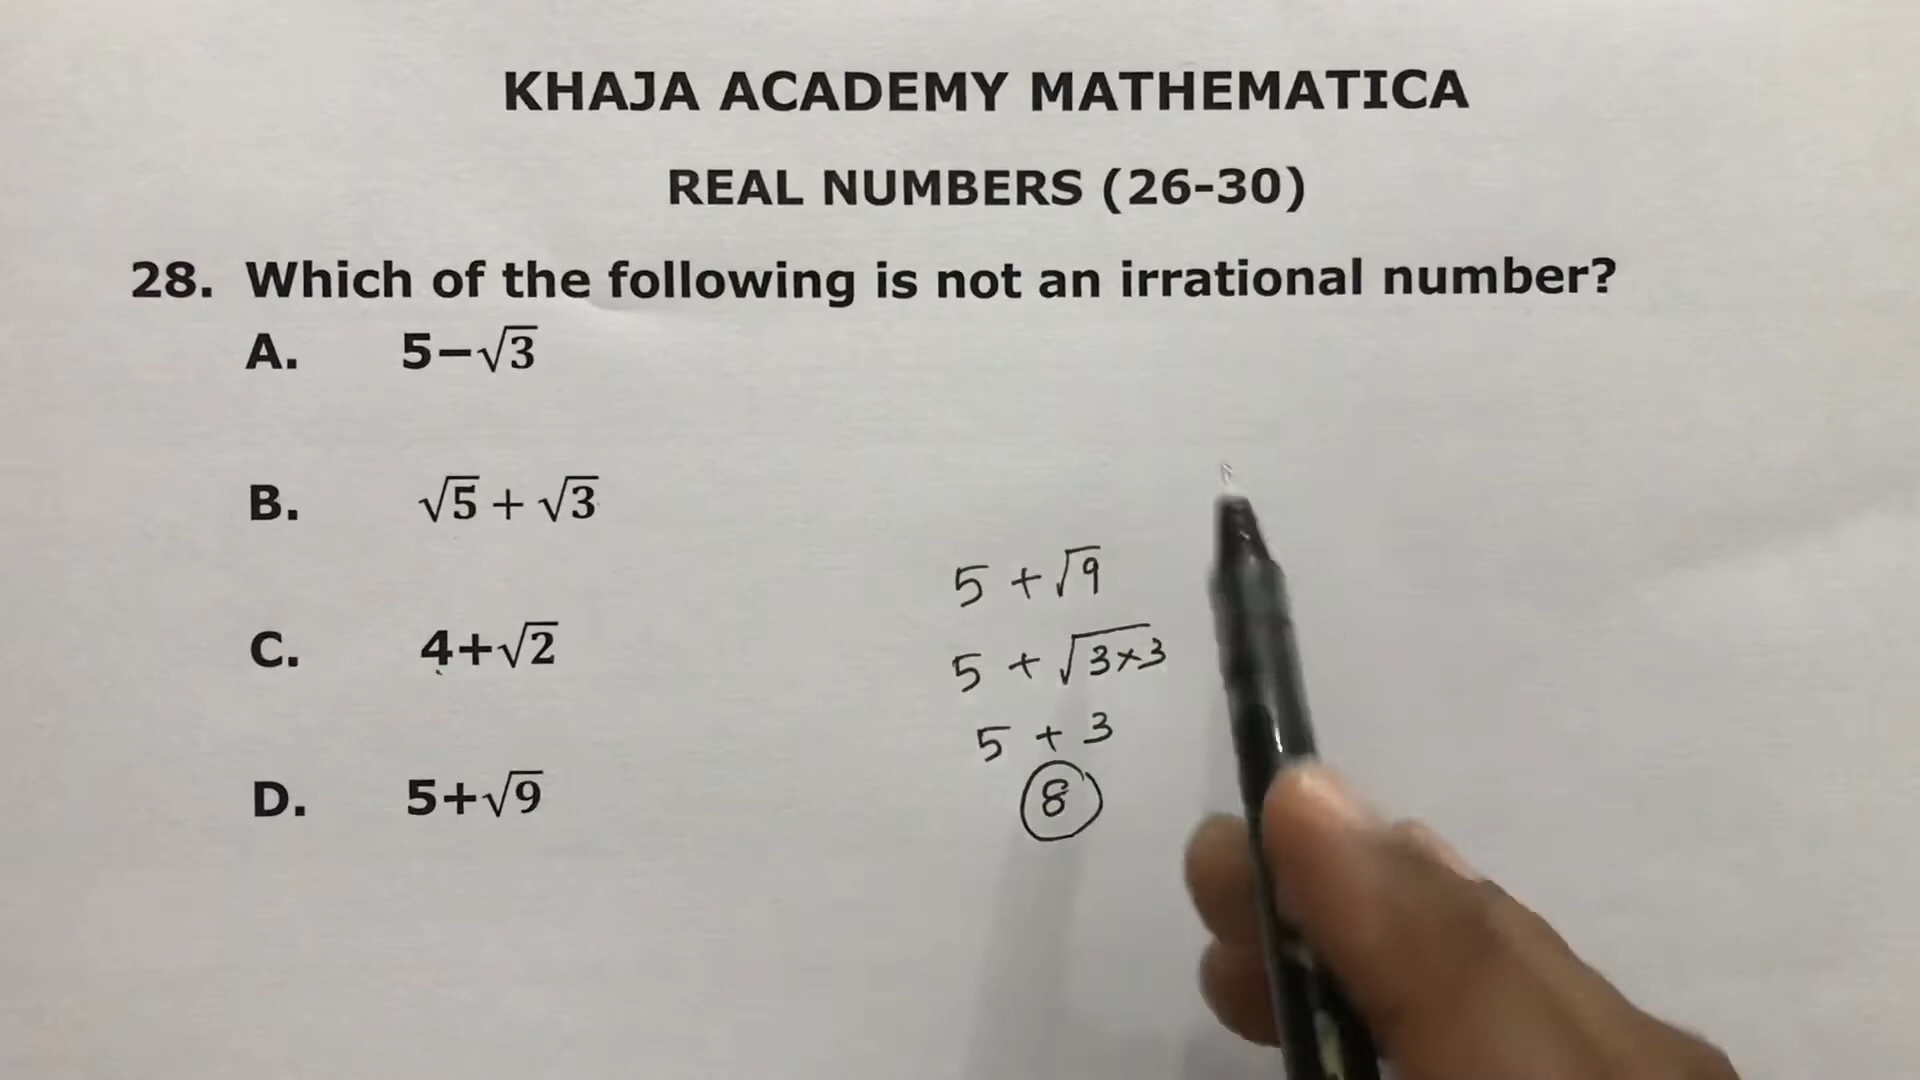 KHAJA ACADEMY MATHEMATICA
REAL NUMBERS (26-30)
28. Which of the following is not an irrational number?
A. 5−√3
B. √5 + √3
C. 4+√2
D. 5+√9
5 + √9
5 + √3×3
5 + 3
8